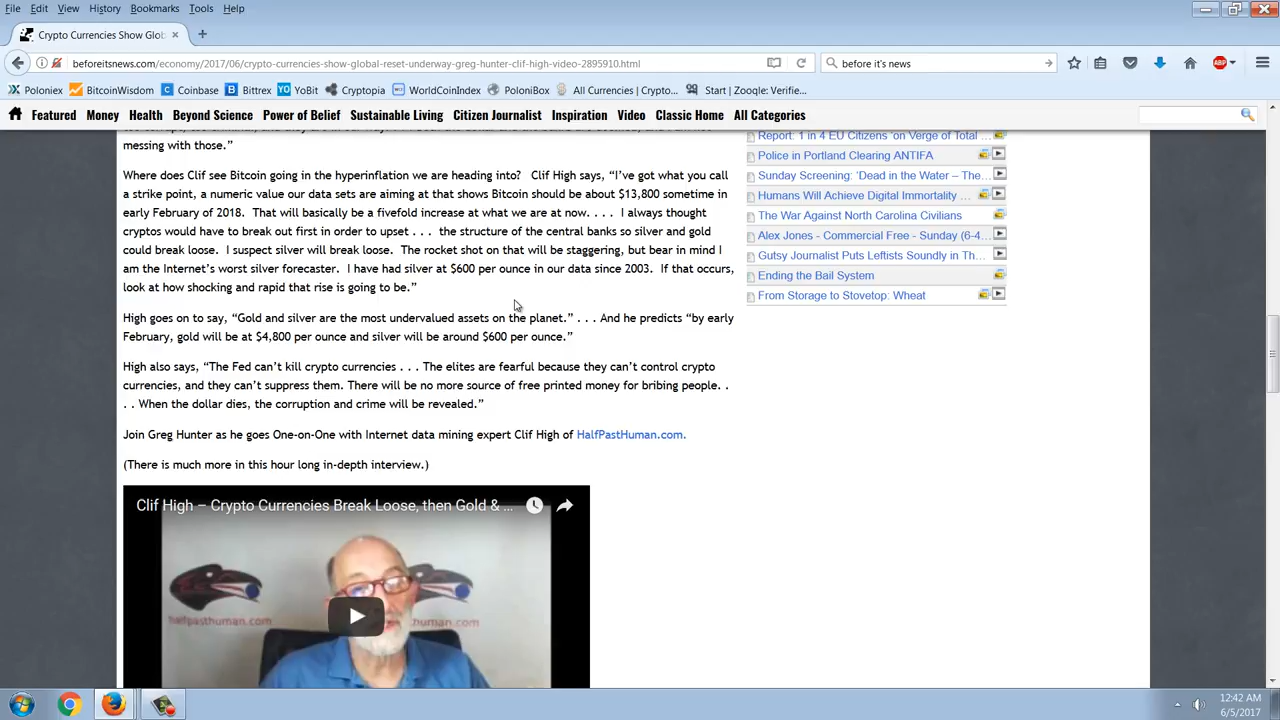 File Edit View History Bookmarks Tools Help
Crypto Currencies Show Glob
beforeitsnews.com/economy/2017/06/crypto-currencies-show-global-reset-underway-greg-hunter-clif-high-video-2895910.html
before it's news
ABP
Poloniex BitcoinWisdom Coinbase Bittrex YoBit Cryptopia WorldCoinIndex PoloniBox All Currencies | Crypto... Start | Zooqle: Verifie...
Featured Money Health Beyond Science Power of Belief Sustainable Living Citizen Journalist Inspiration Video Classic Home All Categories
messing with those.”
Where does Clif see Bitcoin going in the hyperinflation we are heading into? Clif High says, “I’ve got what you call
a strike point, a numeric value our data sets are aiming at that shows Bitcoin should be about $13,800 sometime in
early February of 2018. That will basically be a fivefold increase at what we are at now. . . . I always thought
cryptos would have to break out first in order to upset . . . the structure of the central banks so silver and gold
could break loose. I suspect silver will break loose. The rocket shot on that will be staggering, but bear in mind I
am the Internet’s worst silver forecaster. I have had silver at $600 per ounce in our data since 2003. If that occurs,
look at how shocking and rapid that rise is going to be.”
High goes on to say, “Gold and silver are the most undervalued assets on the planet.” . . . And he predicts “by early
February, gold will be at $4,800 per ounce and silver will be around $600 per ounce.”
High also says, “The Fed can’t kill crypto currencies . . . The elites are fearful because they can’t control crypto
currencies, and they can’t suppress them. There will be no more source of free printed money for bribing people. .
. . When the dollar dies, the corruption and crime will be revealed.”
Join Greg Hunter as he goes One-on-One with Internet data mining expert Clif High of HalfPastHuman.com.
(There is much more in this hour long in-depth interview.)
Clif High – Crypto Currencies Break Loose, then Gold & ...
halfpasthuman.com
Report: 1 in 4 EU Citizens 'on Verge of Total ...
Police in Portland Clearing ANTIFA
Sunday Screening: 'Dead in the Water – The...
Humans Will Achieve Digital Immortality ...
The War Against North Carolina Civilians
Alex Jones - Commercial Free - Sunday (6-4...
Gutsy Journalist Puts Leftists Soundly in Th...
Ending the Bail System
From Storage to Stovetop: Wheat
12:42 AM
6/5/2017